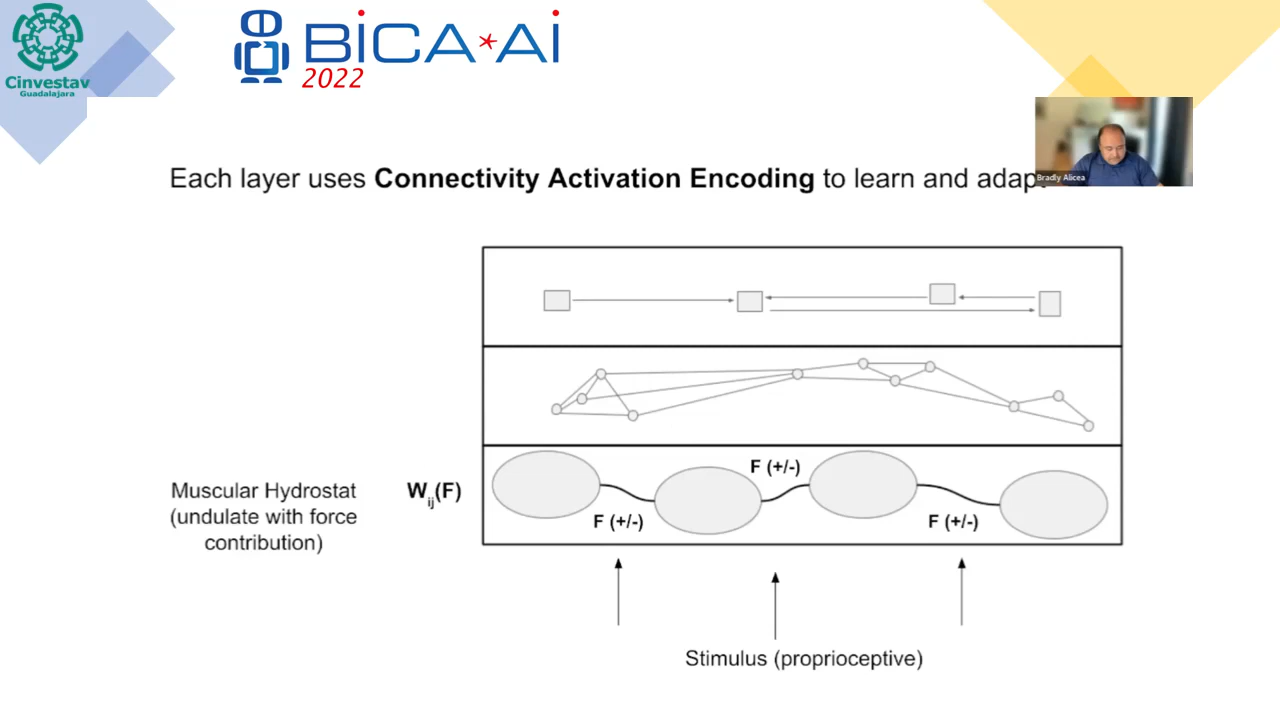 Cinvestav
Guadalajara
BiCA*Ai
2022
Bradly Alicea
Each layer uses Connectivity Activation Encoding to learn and adapt
F (+/-)
Muscular Hydrostat
(undulate with force
contribution)
Wij(F)
F (+/-)
F (+/-)
Stimulus (proprioceptive)